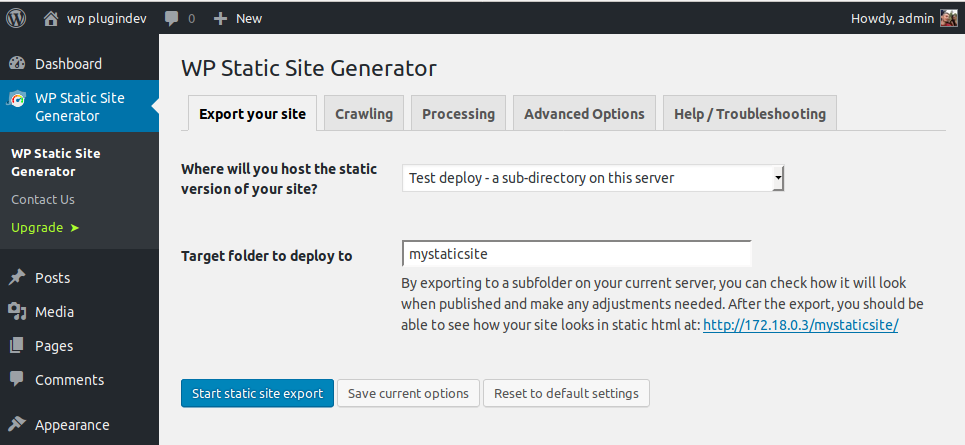 wp plugindev 0 New Howdy, admin
Dashboard
WP Static Site
Generator
WP Static Site
Generator
Contact Us
Upgrade ➤
Posts
Media
Pages
Comments
Appearance
WP Static Site Generator
Export your site Crawling Processing Advanced Options Help / Troubleshooting
Where will you host the static
version of your site?
Test deploy - a sub-directory on this server
Target folder to deploy to
mystaticsite
By exporting to a subfolder on your current server, you can check how it will look
when published and make any adjustments needed. After the export, you should be
able to see how your site looks in static html at: http://172.18.0.3/mystaticsite/
Start static site export Save current options Reset to default settings